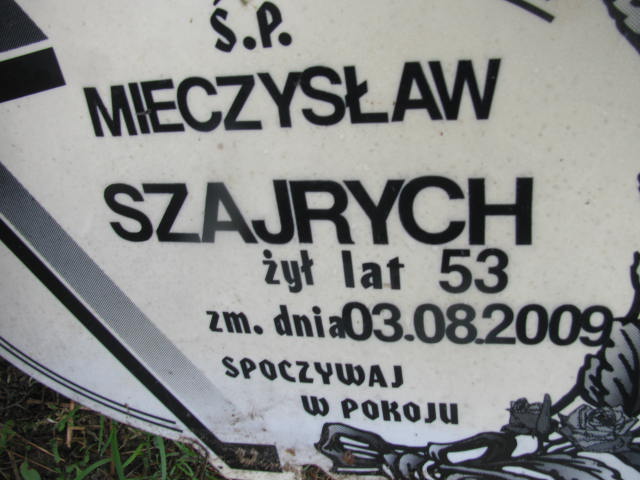 Ś.P.
MIECZYSŁAW
SZAJRYCH
żył lat 53
zm. dnia 03.08.2009
SPOCZYWAJ
W POKOJU